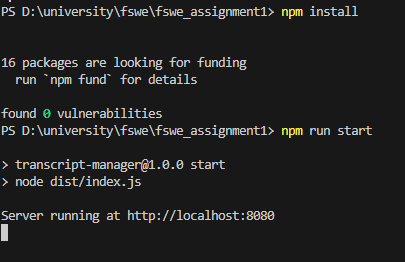 PS D:\university\fswe\fswe_assignment1> npm install
16 packages are looking for funding
  run `npm fund` for details
found 0 vulnerabilities
PS D:\university\fswe\fswe_assignment1> npm run start
> transcript-manager@1.0.0 start
> node dist/index.js
Server running at http://localhost:8080